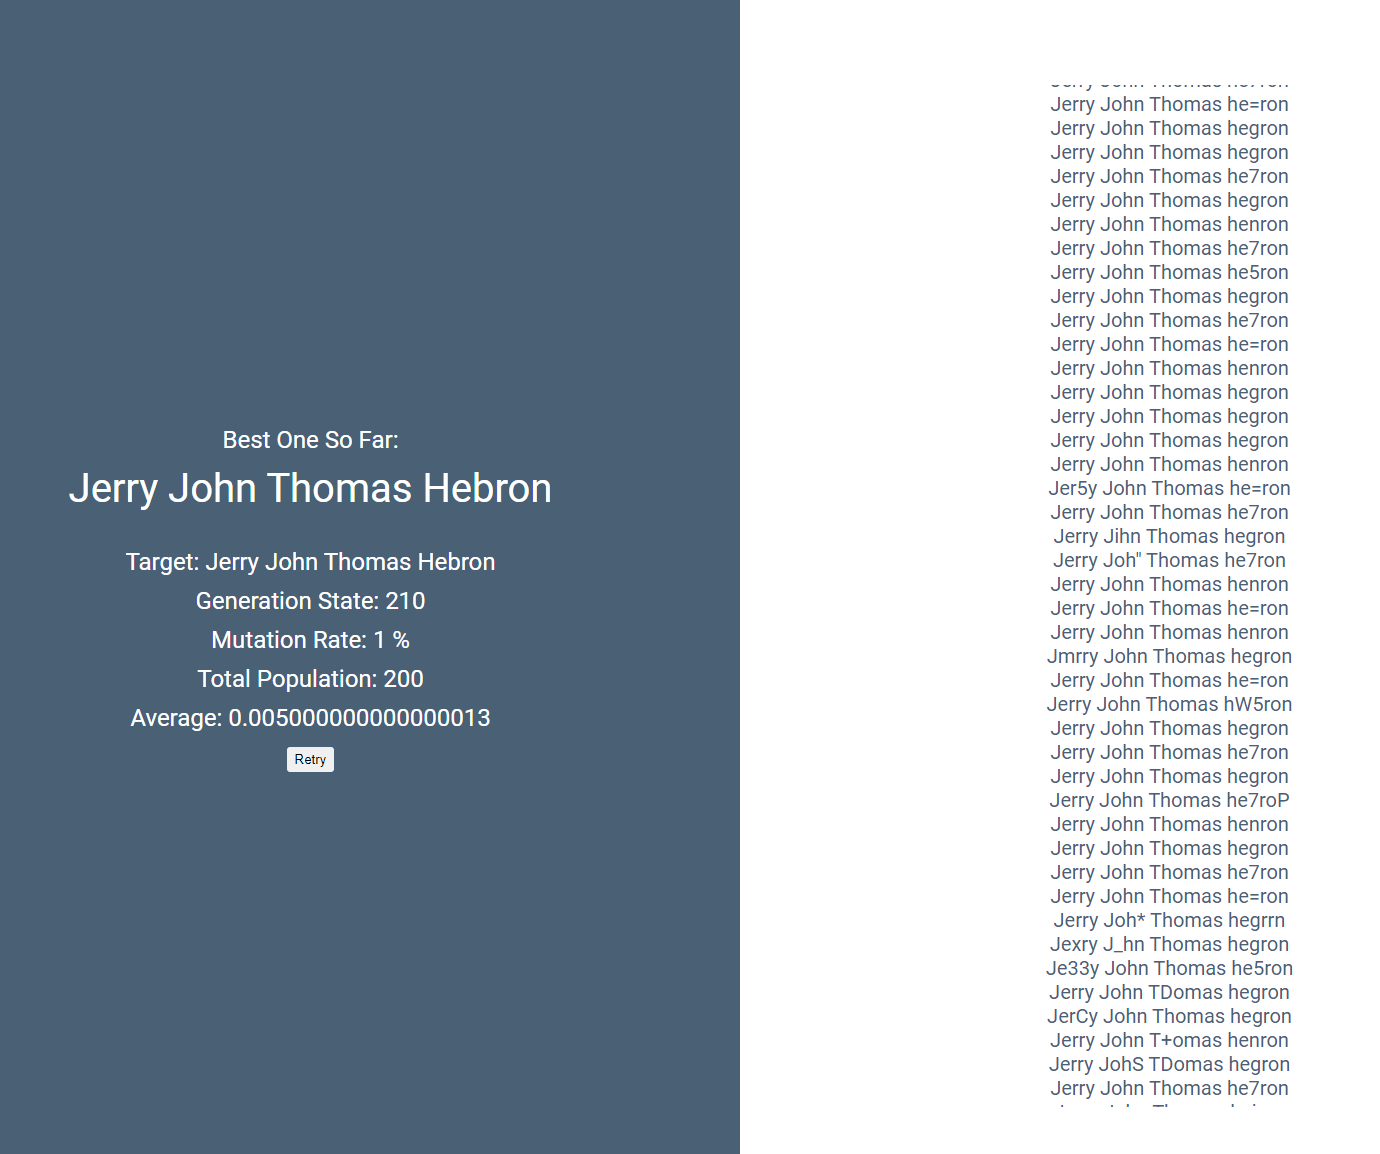 Best One So Far:
Jerry John Thomas Hebron
Target: Jerry John Thomas Hebron
Generation State: 210
Mutation Rate: 1 %
Total Population: 200
Average: 0.005000000000000013
Retry
Jerry John Thomas he=ron
Jerry John Thomas hegron
Jerry John Thomas hegron
Jerry John Thomas he7ron
Jerry John Thomas hegron
Jerry John Thomas henron
Jerry John Thomas he7ron
Jerry John Thomas he5ron
Jerry John Thomas hegron
Jerry John Thomas he7ron
Jerry John Thomas he=ron
Jerry John Thomas henron
Jerry John Thomas hegron
Jerry John Thomas hegron
Jerry John Thomas hegron
Jerry John Thomas henron
Jer5y John Thomas he=ron
Jerry John Thomas he7ron
Jerry Jihn Thomas hegron
Jerry Joh" Thomas he7ron
Jerry John Thomas henron
Jerry John Thomas he=ron
Jerry John Thomas henron
Jmrry John Thomas hegron
Jerry John Thomas he=ron
Jerry John Thomas hW5ron
Jerry John Thomas hegron
Jerry John Thomas he7ron
Jerry John Thomas hegron
Jerry John Thomas he7roP
Jerry John Thomas henron
Jerry John Thomas hegron
Jerry John Thomas he7ron
Jerry John Thomas he=ron
Jerry Joh* Thomas hegrrn
Jexry J_hn Thomas hegron
Je33y John Thomas he5ron
Jerry John TDomas hegron
JerCy John Thomas hegron
Jerry John T+omas henron
Jerry JohS TDomas hegron
Jerry John Thomas he7ron